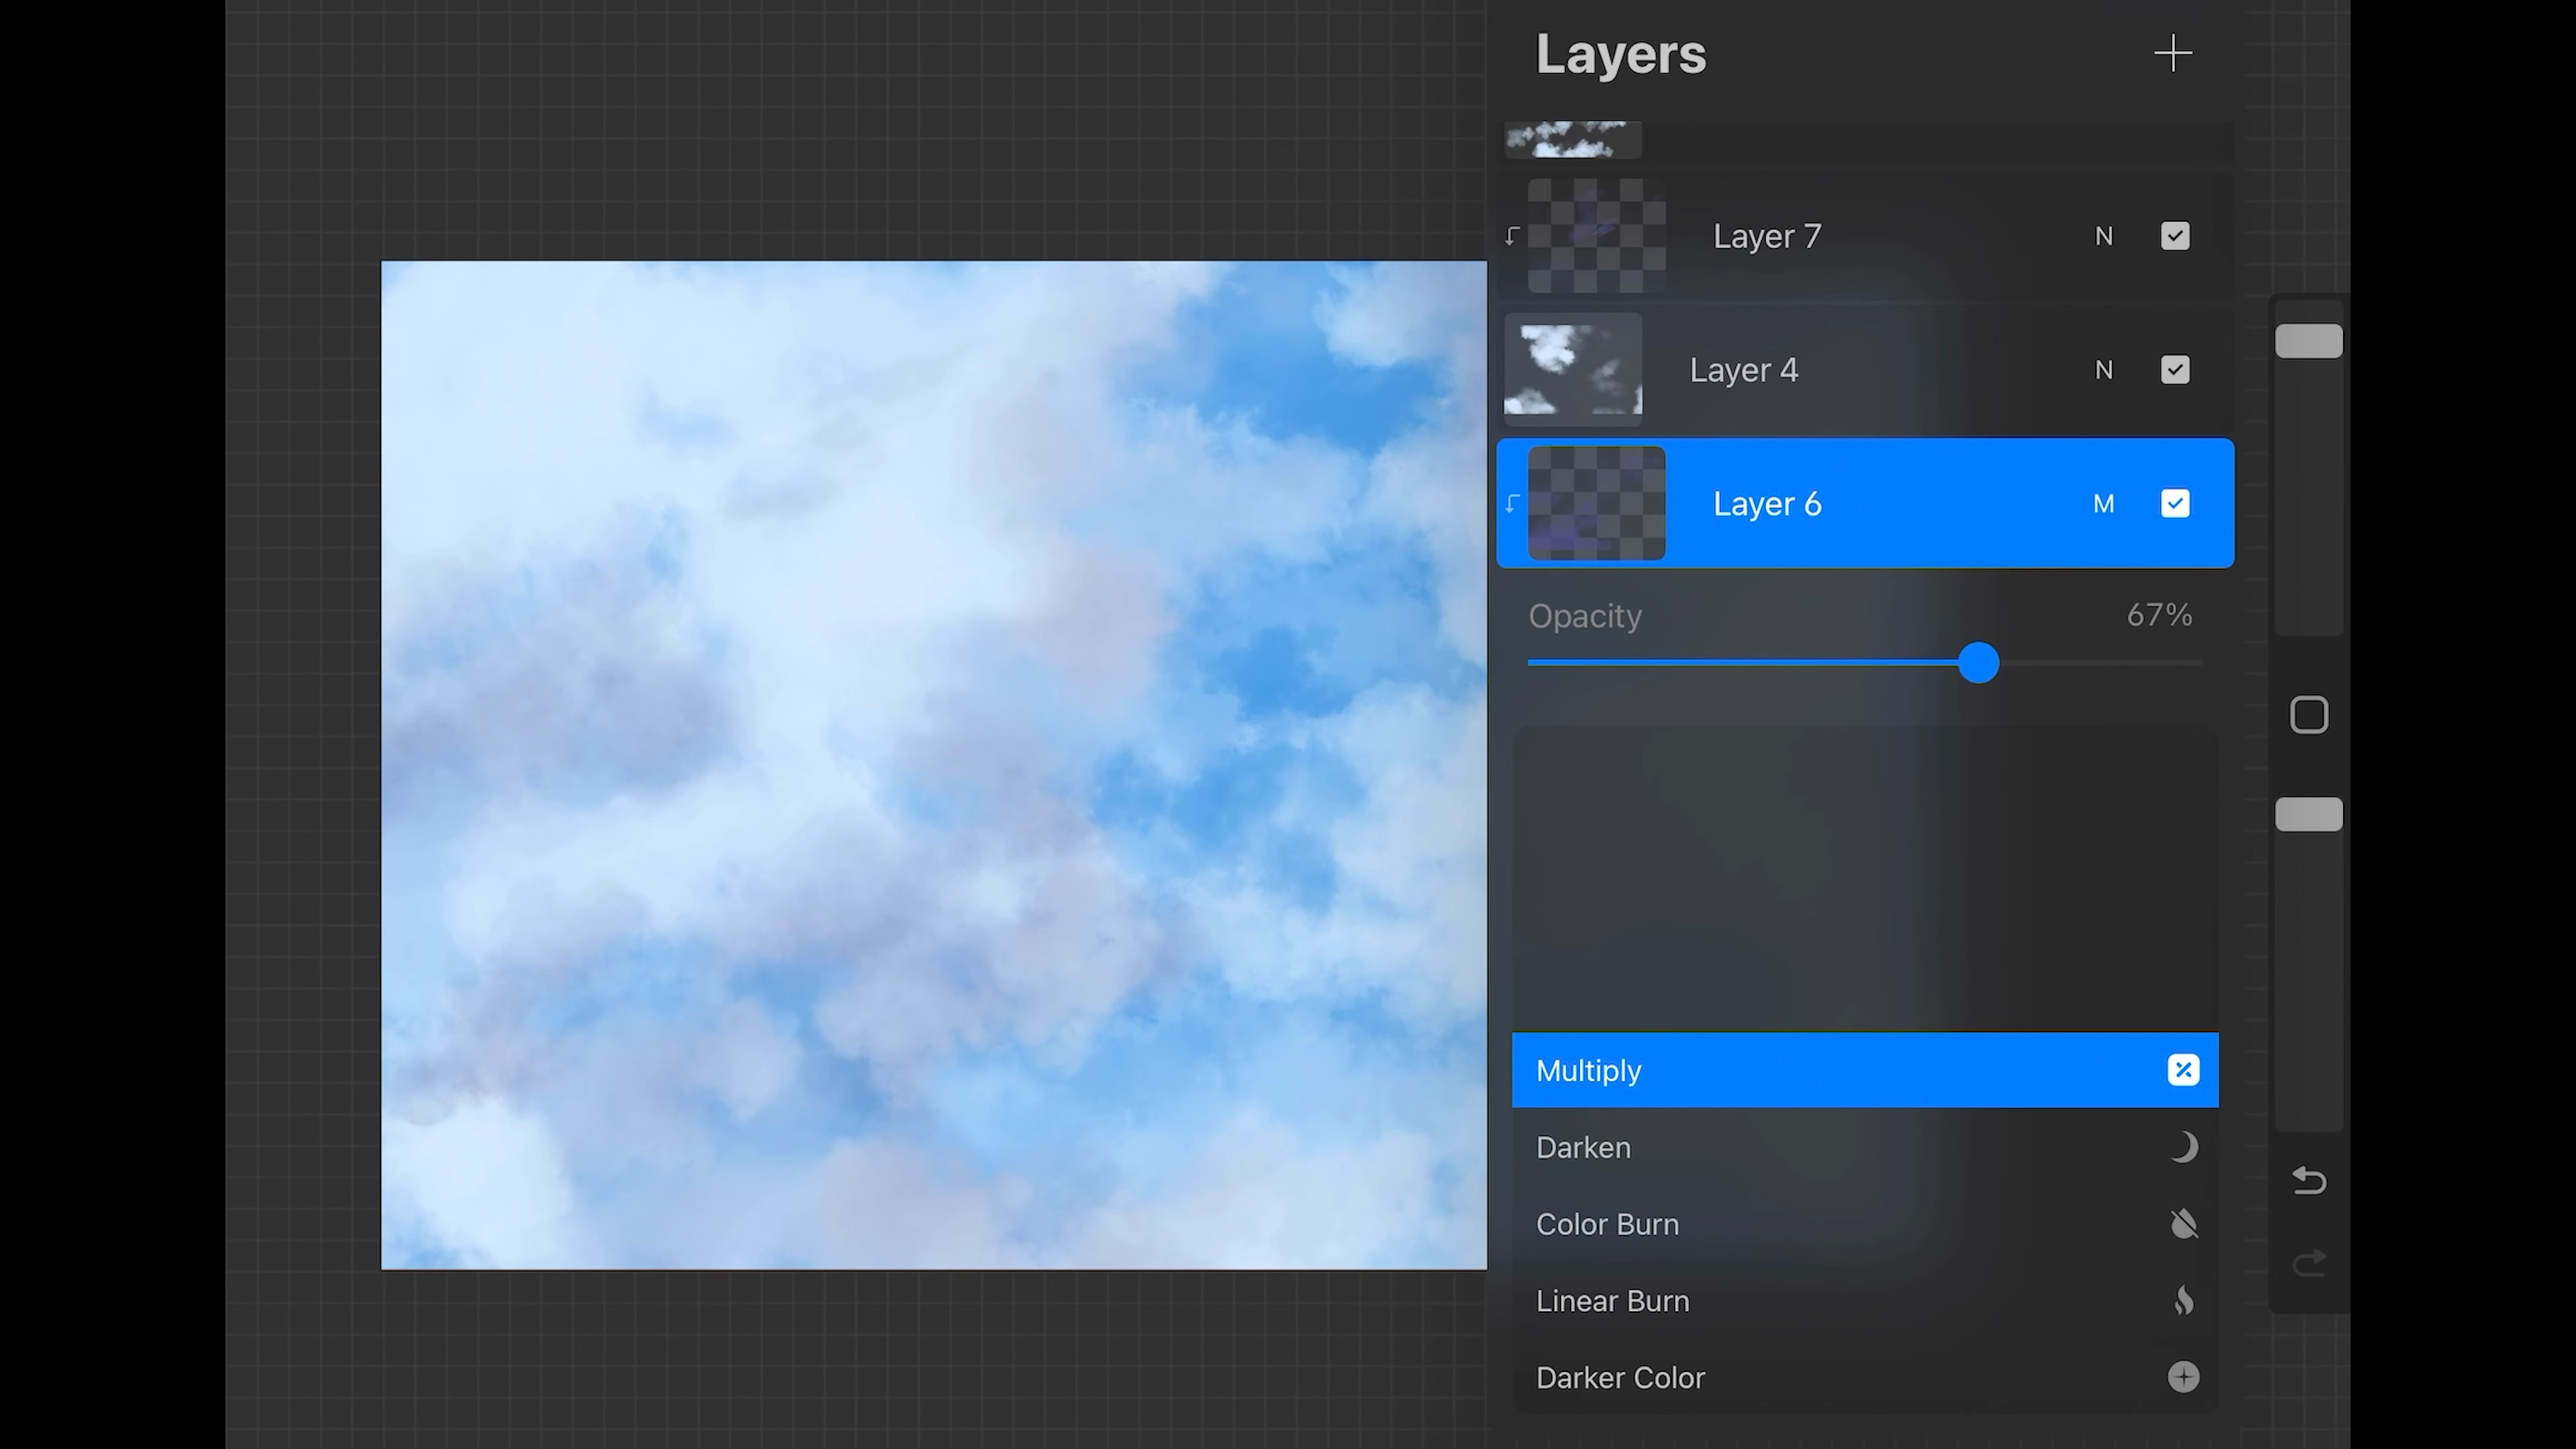 Layers
Layer 7 N
Layer 4 N
Layer 6 M
Opacity 67%
Multiply
Darken
Color Burn
Linear Burn
Darker Color